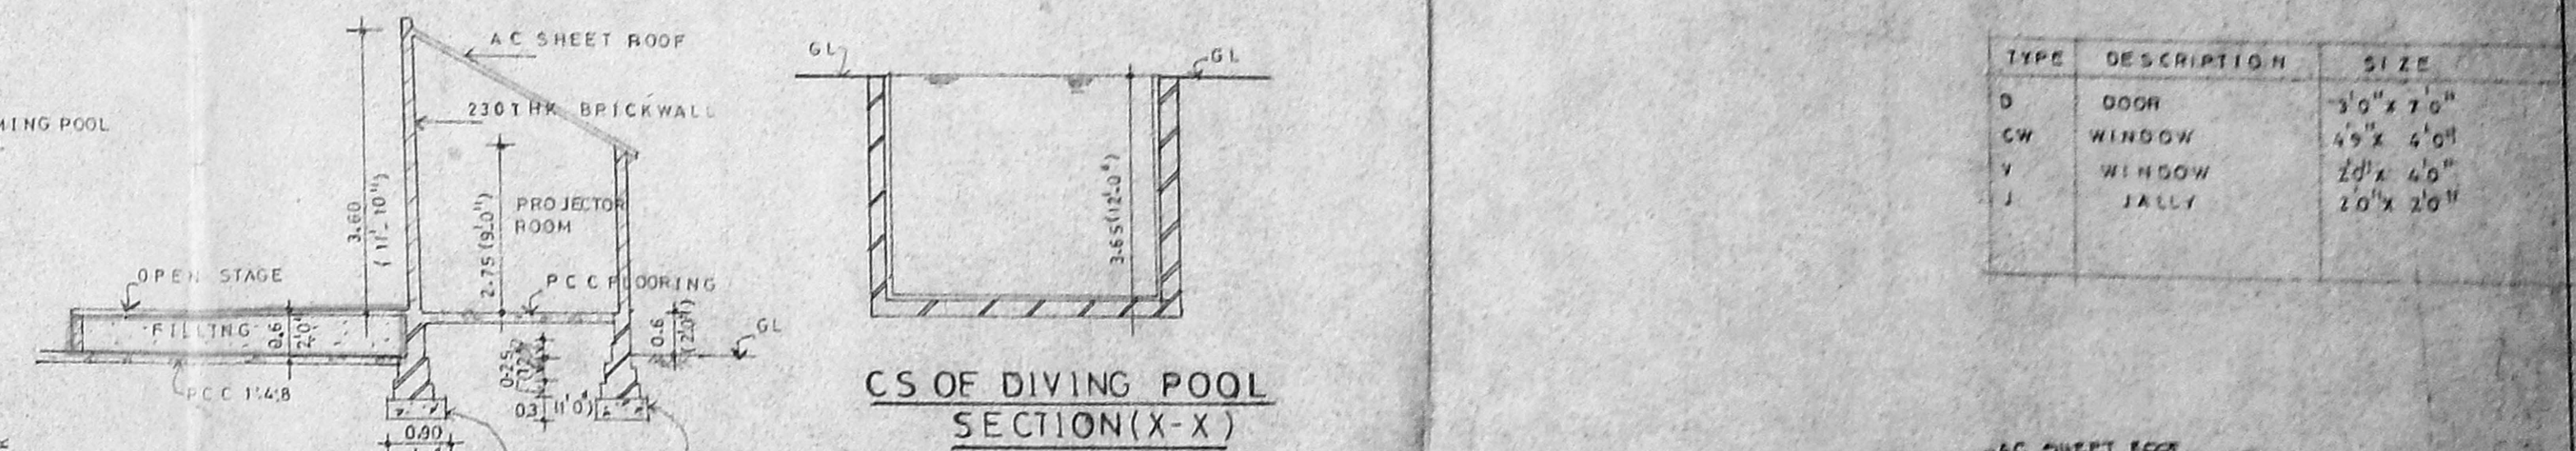 MING POOL
AC SHEET ROOF
230 THK BRICKWALL
3.60
(11'-10")
2.75 (9'.0")
PROJECTOR
ROOM
OPEN STAGE
PCC FLOORING
FILLING
0.6
2'.0"
0.6
(2'.0")
GL
PCC 1:4:8
0.25
0.3 (1'0")
0.90
GL
GL
3.65 (12'-0")
CS OF DIVING POOL
SECTION (X-X)
TYPE DESCRIPTION SIZE
D DOOR 3'0" X 7'0"
CW WINDOW 4'9" X 4'0"
V WINDOW X 4'0"
J JALLY 2'0" X 2'0"
AC SHEET ROOF